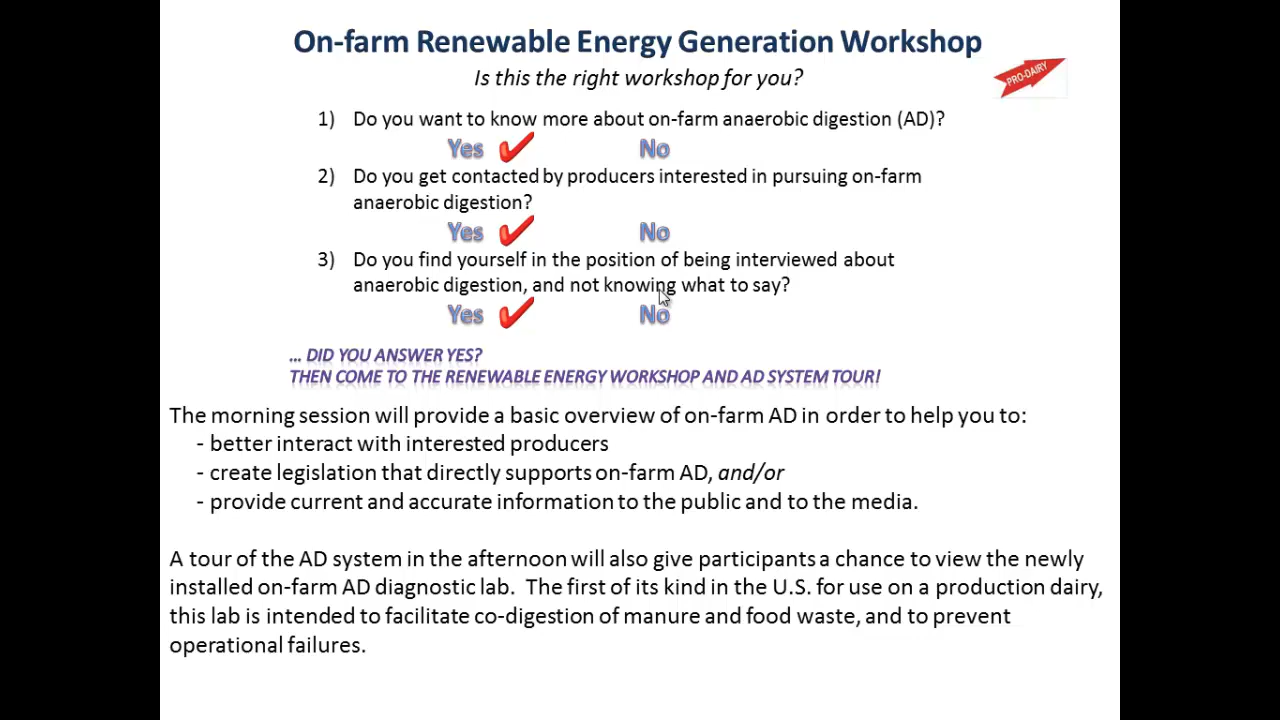 On-farm Renewable Energy Generation Workshop
Is this the right workshop for you?
PRO-DAIRY
1) Do you want to know more about on-farm anaerobic digestion (AD)?
Yes No
2) Do you get contacted by producers interested in pursuing on-farm
anaerobic digestion?
Yes No
3) Do you find yourself in the position of being interviewed about
anaerobic digestion, and not knowing what to say?
Yes No
... DID YOU ANSWER YES?
THEN COME TO THE RENEWABLE ENERGY WORKSHOP AND AD SYSTEM TOUR!
The morning session will provide a basic overview of on-farm AD in order to help you to:
- better interact with interested producers
- create legislation that directly supports on-farm AD, and/or
- provide current and accurate information to the public and to the media.
A tour of the AD system in the afternoon will also give participants a chance to view the newly
installed on-farm AD diagnostic lab. The first of its kind in the U.S. for use on a production dairy,
this lab is intended to facilitate co-digestion of manure and food waste, and to prevent
operational failures.